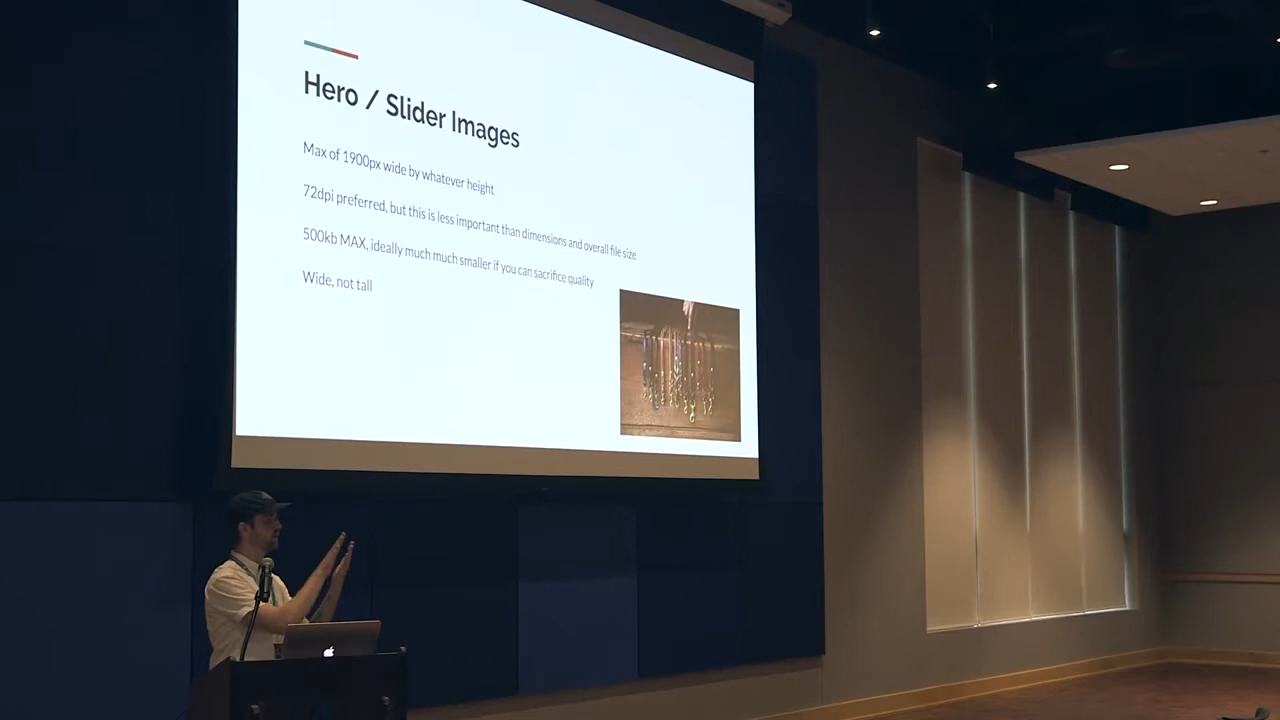 Hero / Slider Images
Max of 1900px wide by whatever height
72dpi preferred, but this is less important than dimensions and overall file size
500kb MAX, ideally much much smaller if you can sacrifice quality
Wide, not tall